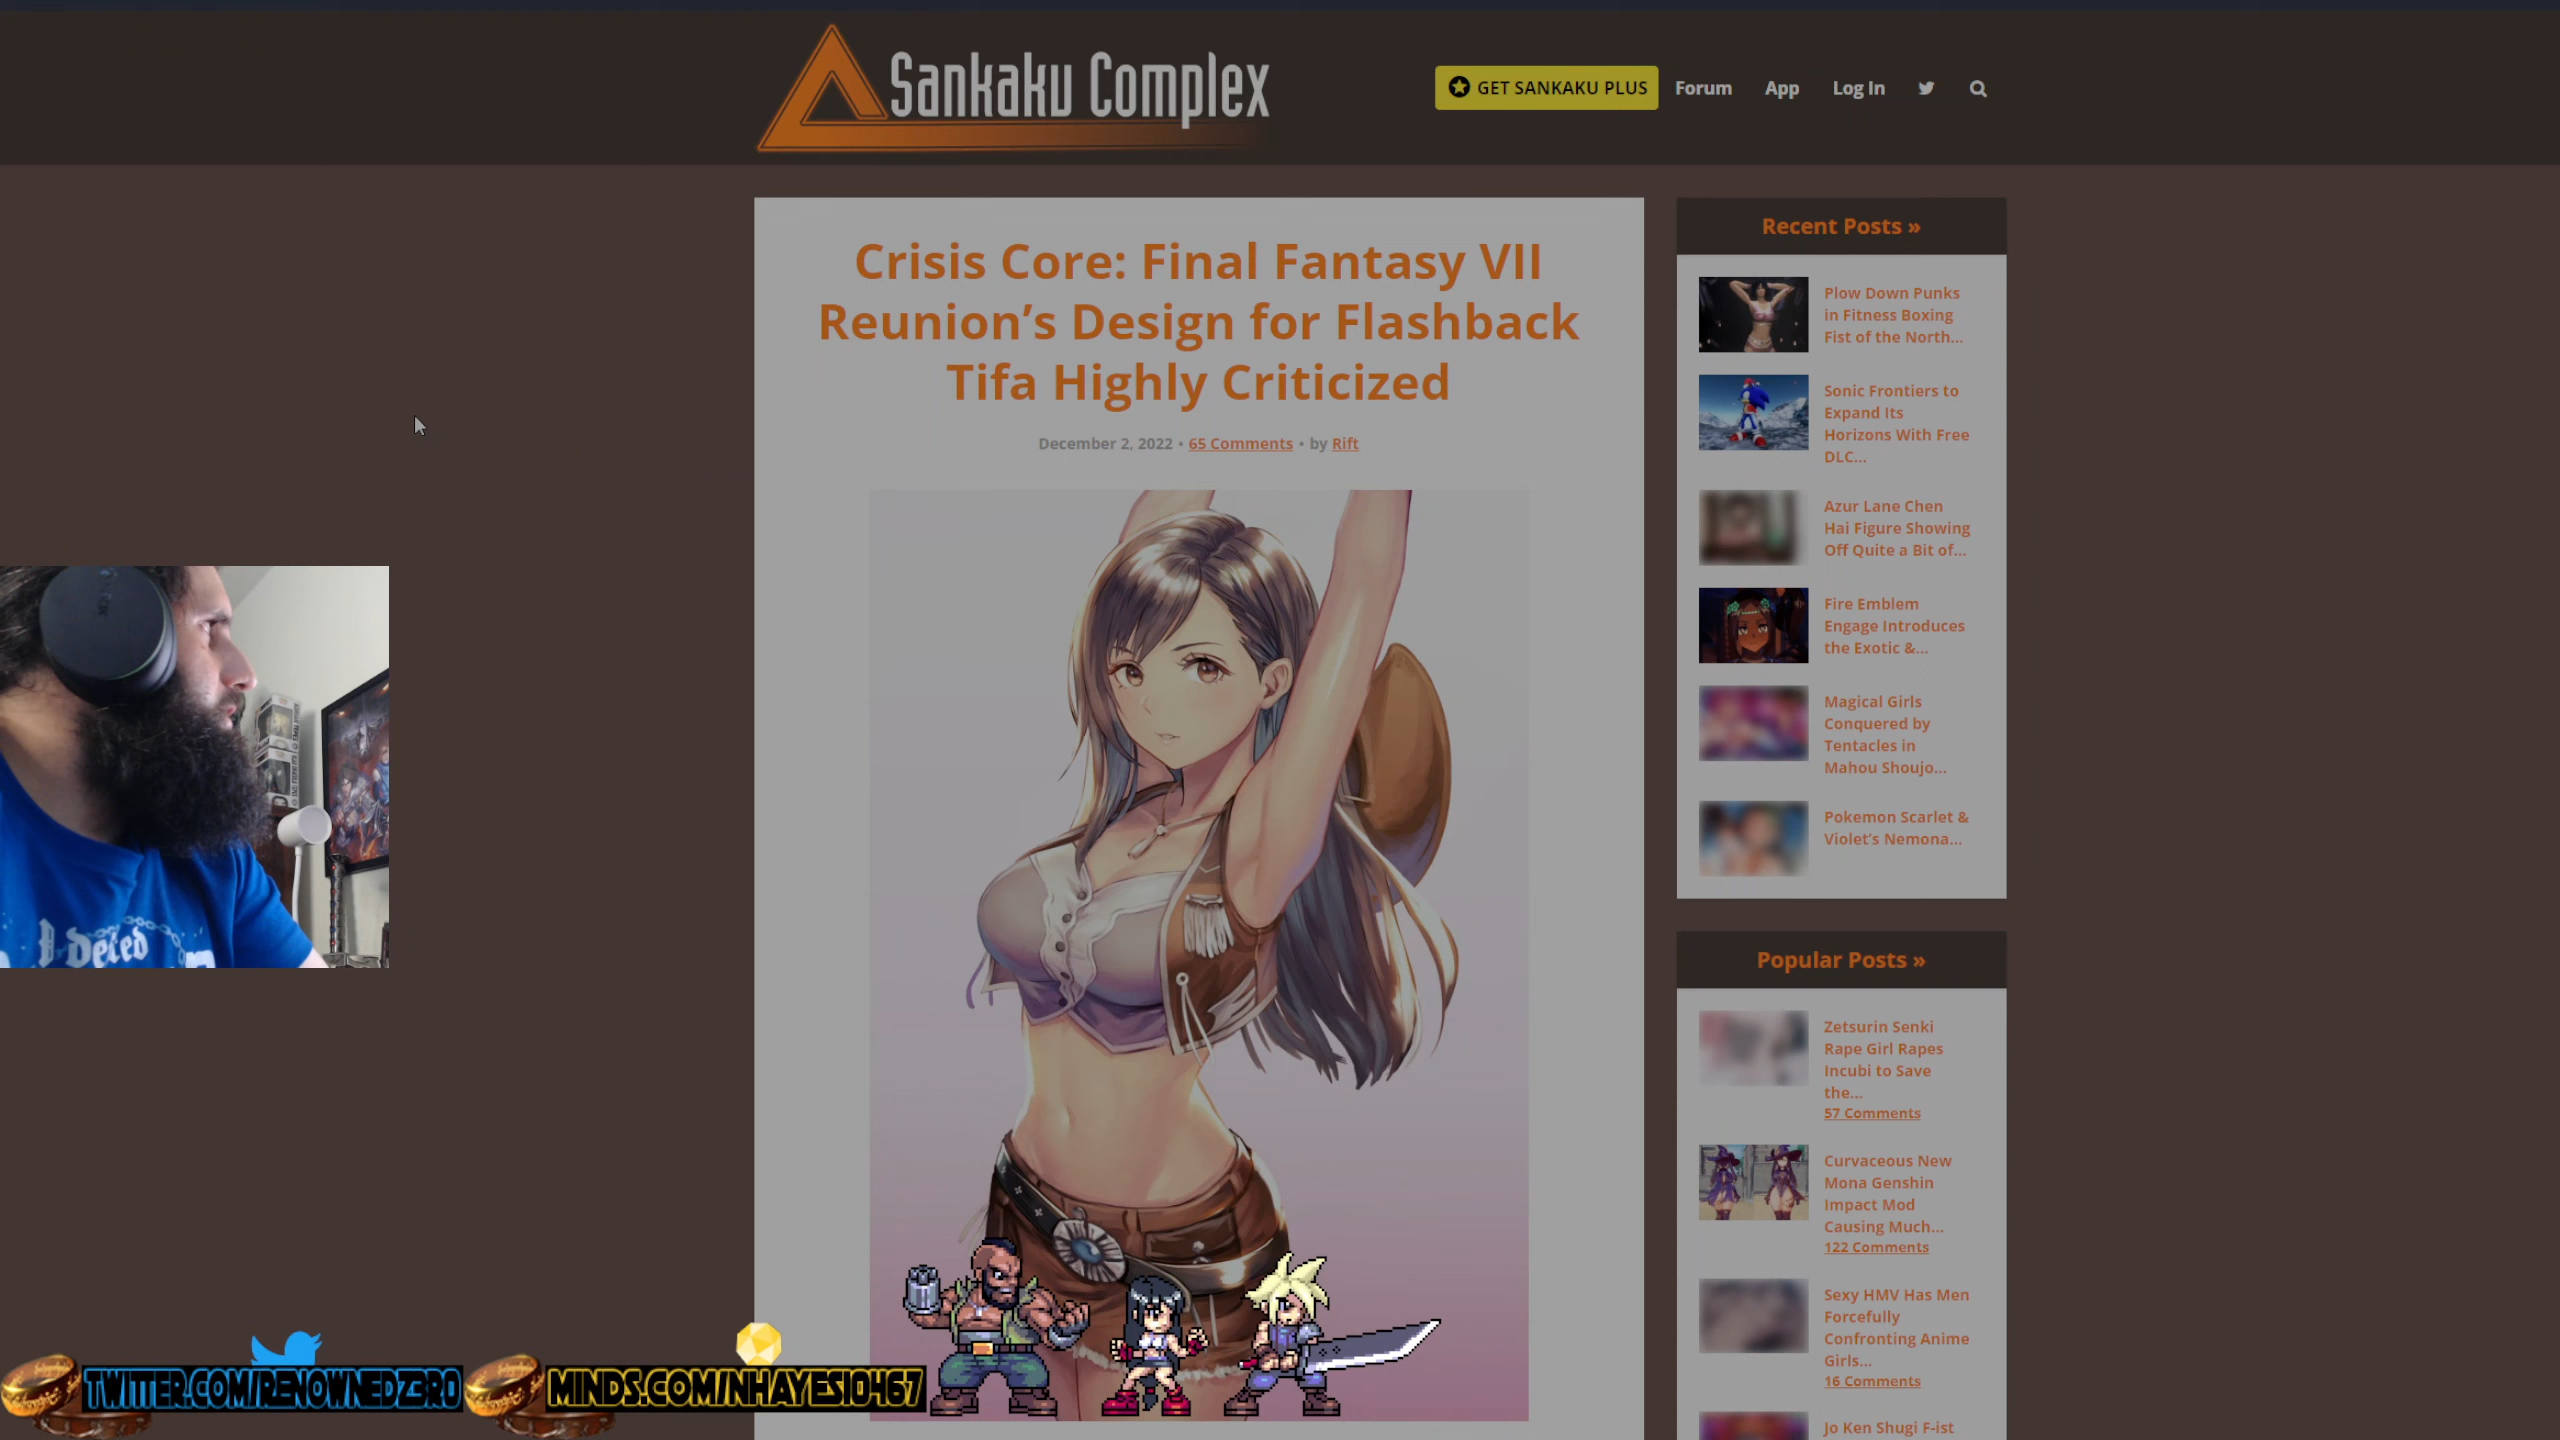 Sankaku Complex
GET SANKAKU PLUS
Forum
App
Log In
Crisis Core: Final Fantasy VII
Reunion’s Design for Flashback
Tifa Highly Criticized
December 2, 2022 • 65 Comments • by Rift
Recent Posts »
Plow Down Punks
in Fitness Boxing
Fist of the North...
Sonic Frontiers to
Expand Its
Horizons With Free
DLC...
Azur Lane Chen
Hai Figure Showing
Off Quite a Bit of...
Fire Emblem
Engage Introduces
the Exotic &...
Magical Girls
Conquered by
Tentacles in
Mahou Shoujo...
Pokemon Scarlet &
Violet’s Nemona...
Popular Posts »
Zetsurin Senki
Rape Girl Rapes
Incubi to Save
the...
57 Comments
Curvaceous New
Mona Genshin
Impact Mod
Causing Much...
122 Comments
Sexy HMV Has Men
Forcefully
Confronting Anime
Girls...
16 Comments
Jo Ken Shugi F-ist
TWITTER.COM/RENOWNEDZ3R0
MINDS.COM/NHAYES10467